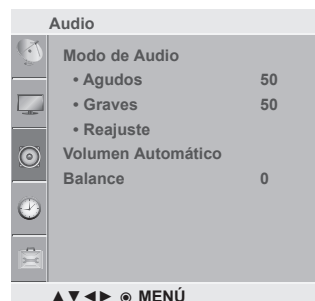 Audio
Modo de Audio
• Agudos 50
• Graves 50
• Reajuste
Volumen Automático
Balance 0
▲▼◄► ◉ MENÚ